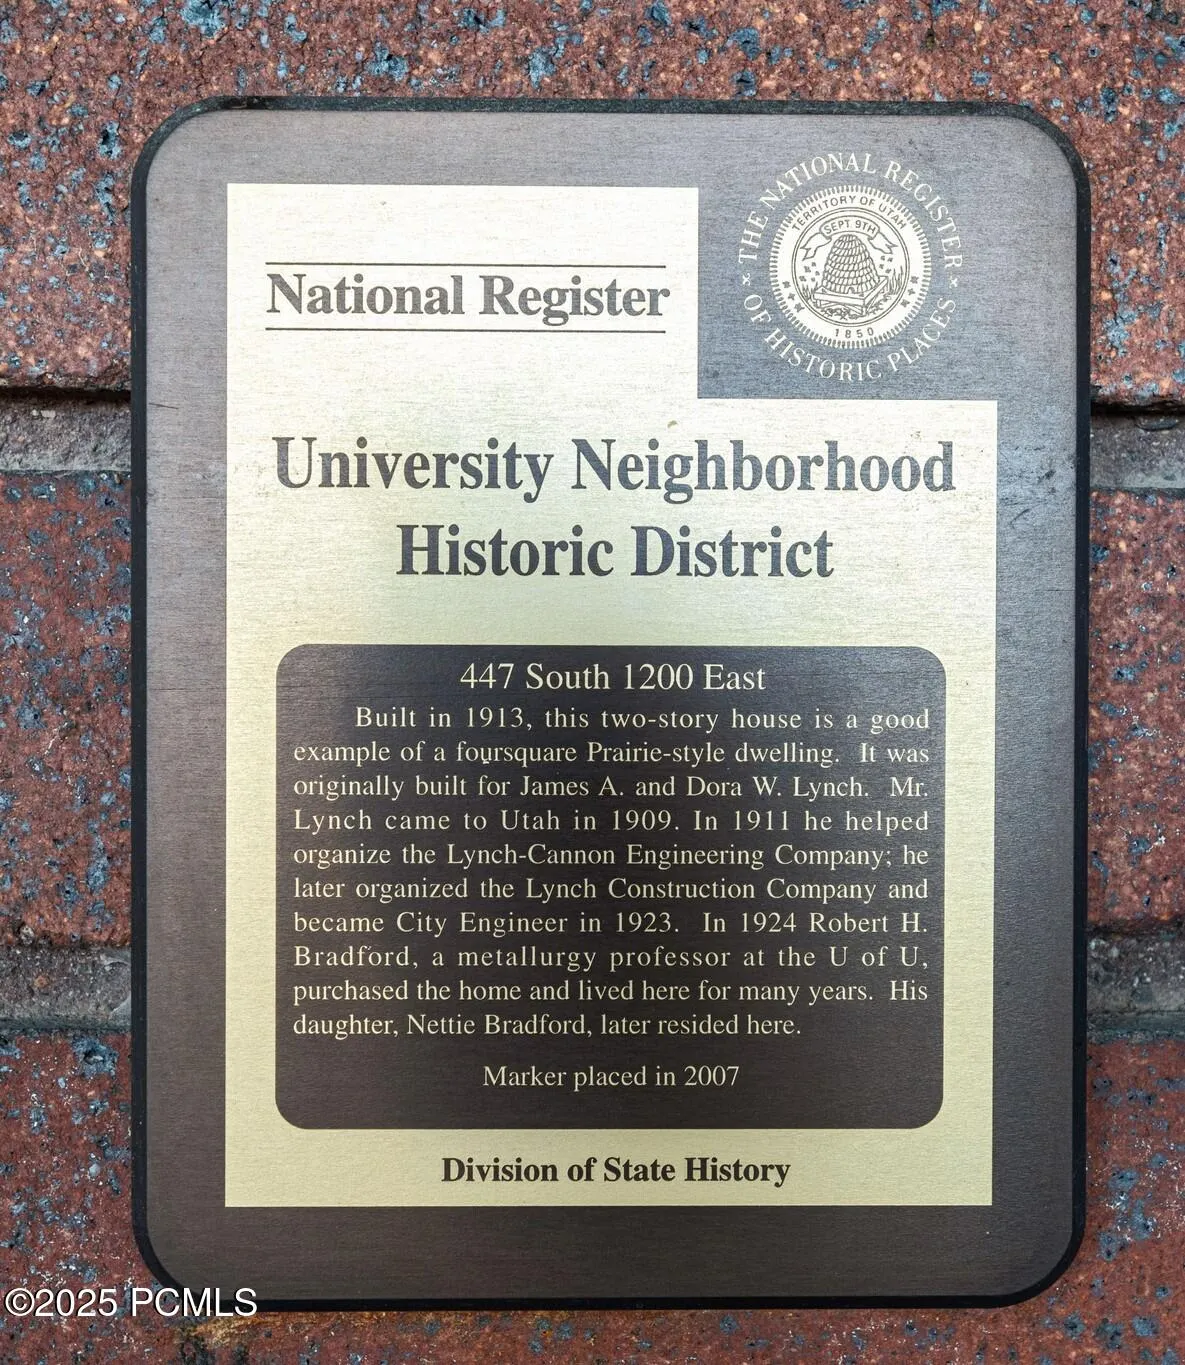 National Register
THE NATIONAL REGISTER
OF HISTORIC PLACES
TERRITORY OF UTAH
SEPT 9TH
1850
University Neighborhood
Historic District
447 South 1200 East
Built in 1913, this two-story house is a good
example of a foursquare Prairie-style dwelling. It was
originally built for James A. and Dora W. Lynch. Mr.
Lynch came to Utah in 1909. In 1911 he helped
organize the Lynch-Cannon Engineering Company; he
later organized the Lynch Construction Company and
became City Engineer in 1923. In 1924 Robert H.
Bradford, a metallurgy professor at the U of U,
purchased the home and lived here for many years. His
daughter, Nettie Bradford, later resided here.
Marker placed in 2007
Division of State History
©2025 PCMLS